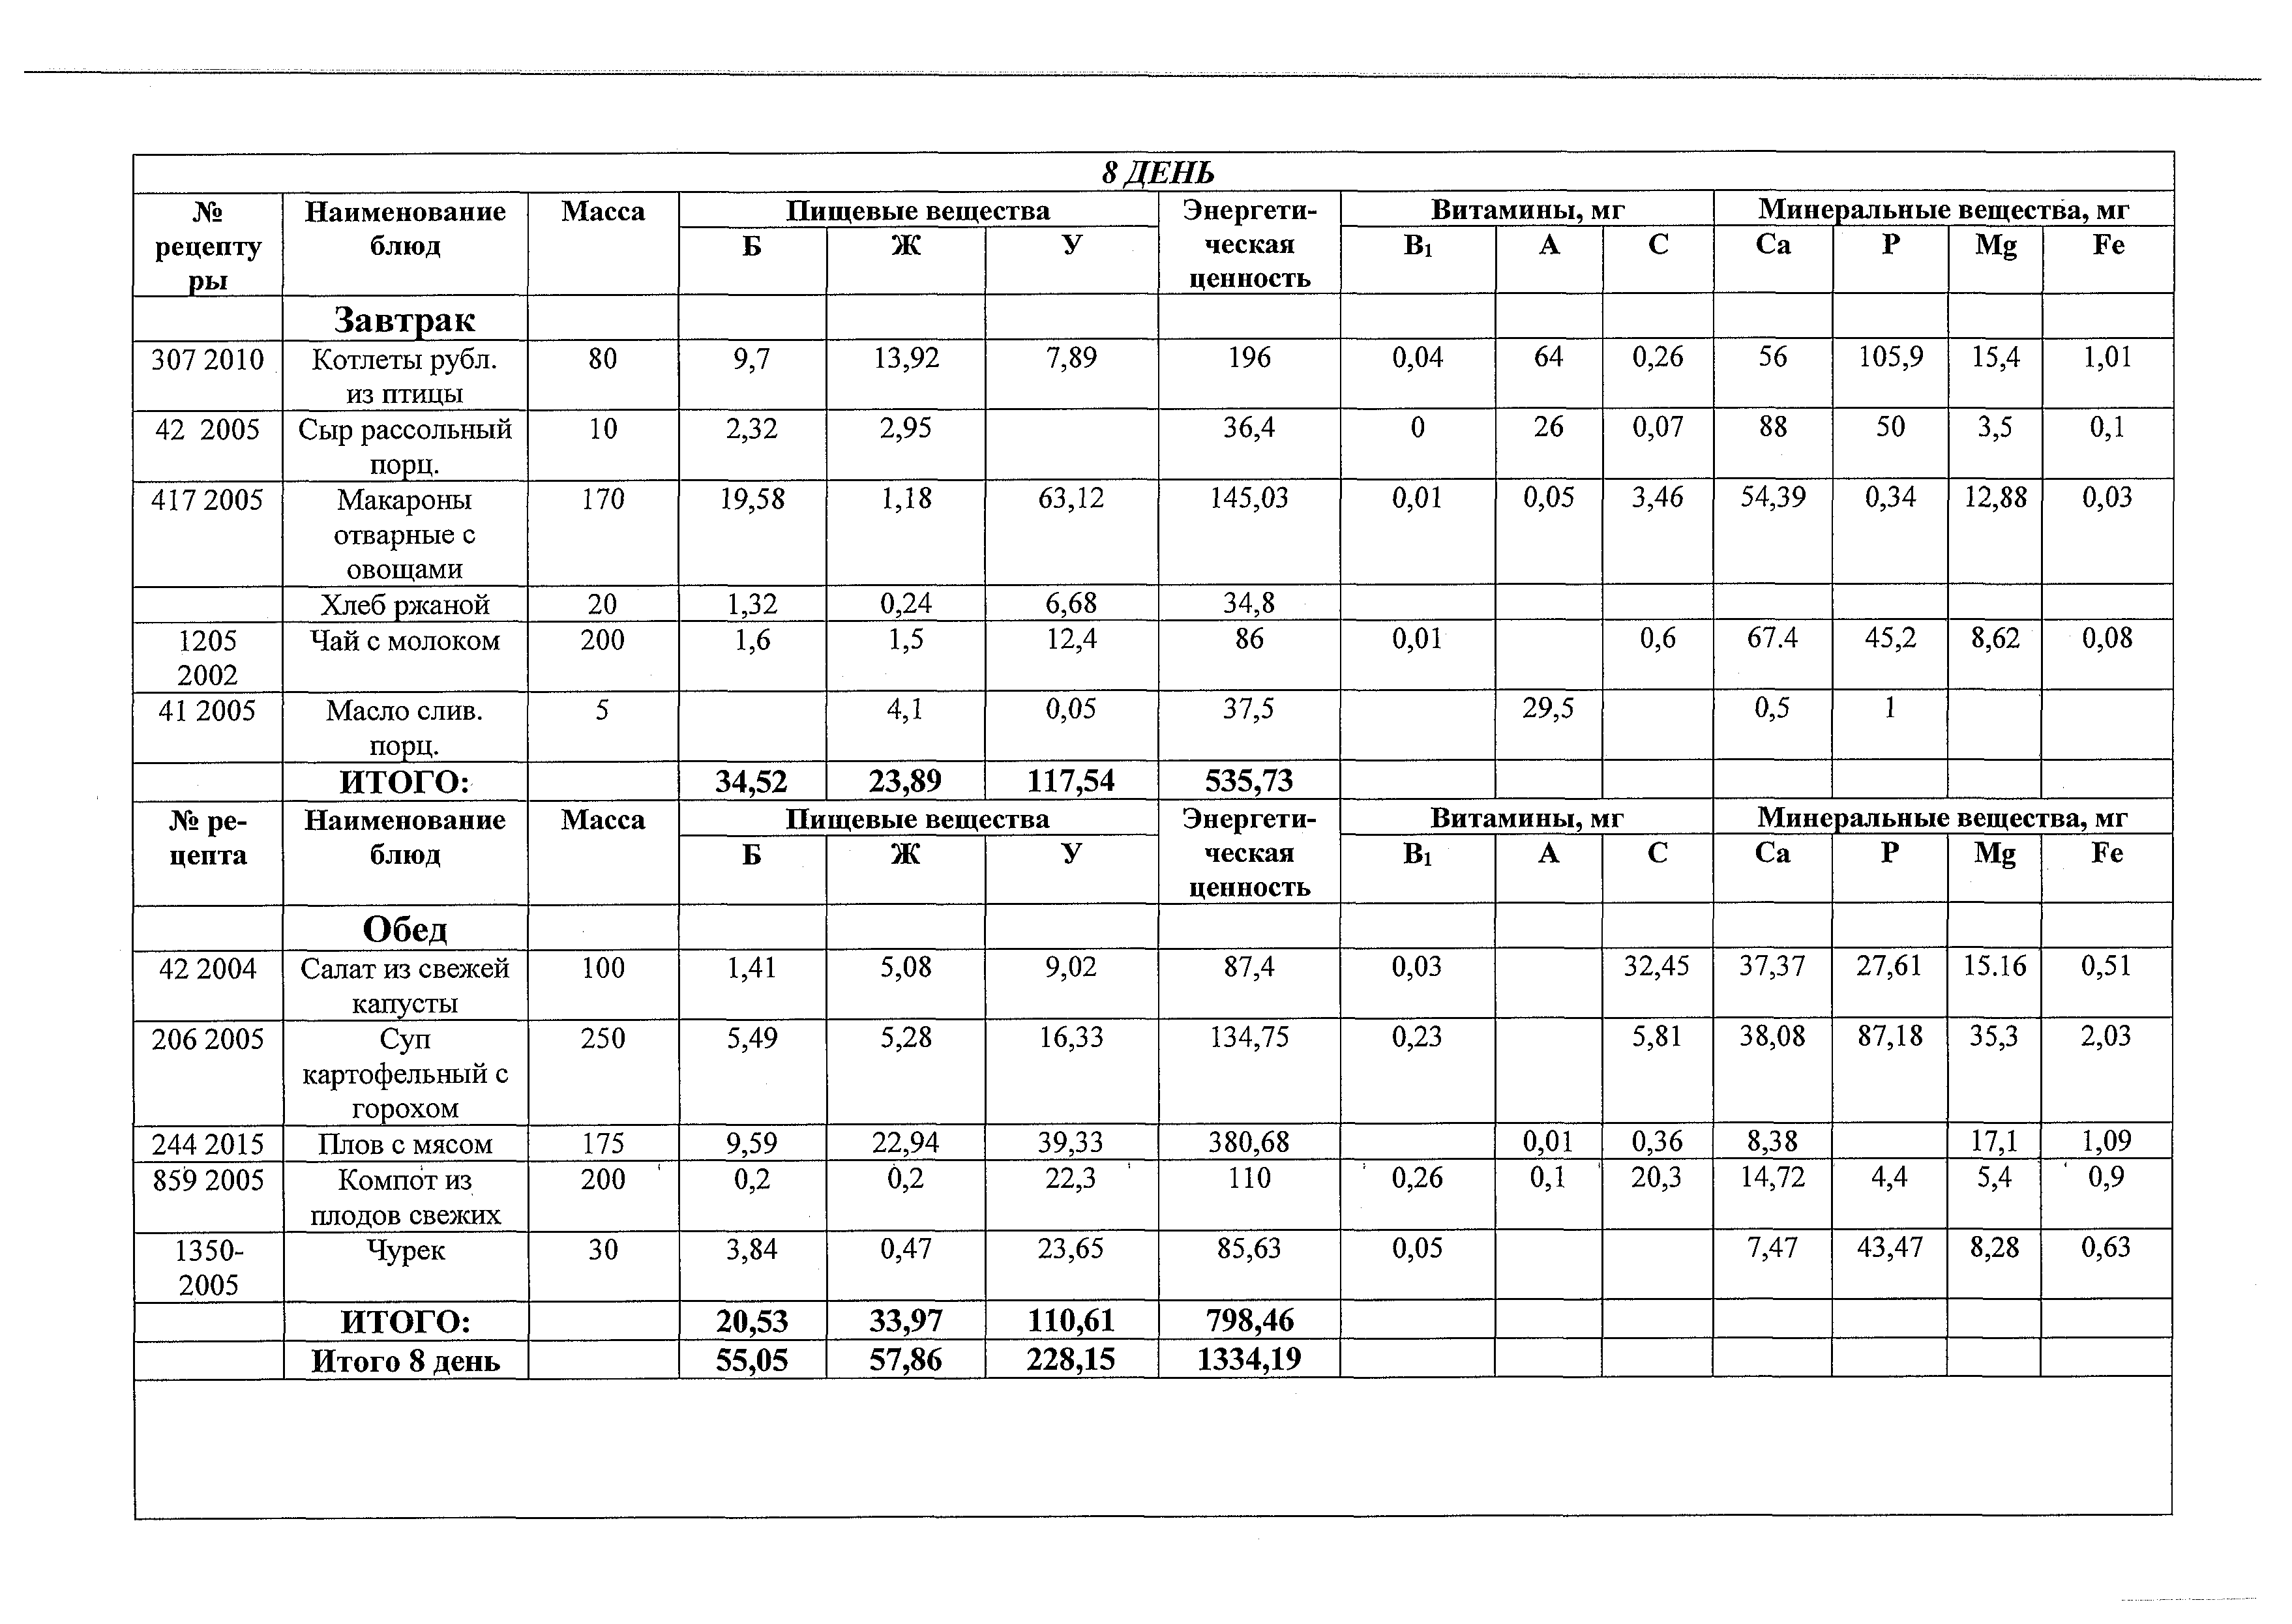 8 ДЕНЬ
№ рецепту ры Наименование блюд Масса Пищевые вещества Энергети- ческая ценность Витамины, мг Минеральные вещества, мг
Б Ж У B1 A C Ca P Mg Fe
Завтрак
307 2010 Котлеты рубл. 80 9,7 13,92 7,89 196 0,04 64 0,26 56 105,9 15,4 1,01
из птицы
42 2005 Сыр рассольный 10 2,32 2,95 36,4 0 26 0,07 88 50 3,5 0,1
порц.
417 2005 Макароны 170 19,58 1,18 63,12 145,03 0,01 0,05 3,46 54,39 0,34 12,88 0,03
отварные с
овощами
Хлеб ржаной 20 1,32 0,24 6,68 34,8
1205 Чай с молоком 200 1,6 1,5 12,4 86 0,01 0,6 67.4 45,2 8,62 0,08
2002
41 2005 Масло слив. 5 4,1 0,05 37,5 29,5 0,5 1
порц.
ИТОГО: 34,52 23,89 117,54 535,73
№ ре- цепта Наименование блюд Масса Пищевые вещества Энергети- ческая ценность Витамины, мг Минеральные вещества, мг
Б Ж У B1 A C Ca P Mg Fe
Обед
42 2004 Салат из свежей 100 1,41 5,08 9,02 87,4 0,03 32,45 37,37 27,61 15.16 0,51
капусты
206 2005 Суп 250 5,49 5,28 16,33 134,75 0,23 5,81 38,08 87,18 35,3 2,03
картофельный с
горохом
244 2015 Плов с мясом 175 9,59 22,94 39,33 380,68 0,01 0,36 8,38 17,1 1,09
859 2005 Компот из 200 0,2 0,2 22,3 110 0,26 0,1 20,3 14,72 4,4 5,4 0,9
плодов свежих
1350- Чурек 30 3,84 0,47 23,65 85,63 0,05 7,47 43,47 8,28 0,63
2005
ИТОГО: 20,53 33,97 110,61 798,46
Итого 8 день 55,05 57,86 228,15 1334,19